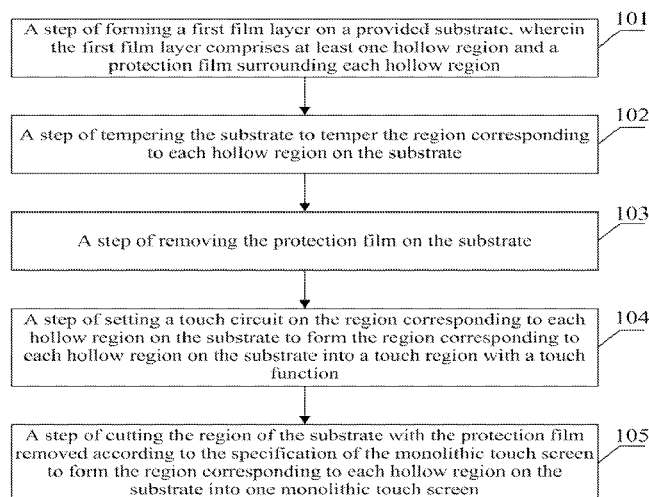 A step of forming a first film layer on a provided substrate, wherein
the first film layer comprises at least one hollow region and a
protection film surrounding each hollow region
101
A step of tempering the substrate to temper the region corresponding
to each hollow region on the substrate
102
A step of removing the protection film on the substrate
103
A step of setting a touch circuit on the region corresponding to each
hollow region on the substrate to form the region corresponding to
each hollow region on the substrate into a touch region with a touch
function
104
A step of cutting the region of the substrate with the protection film
removed according to the specification of the monolithic touch screen
to form the region corresponding to each hollow region on the
substrate into one monolithic touch screen
105